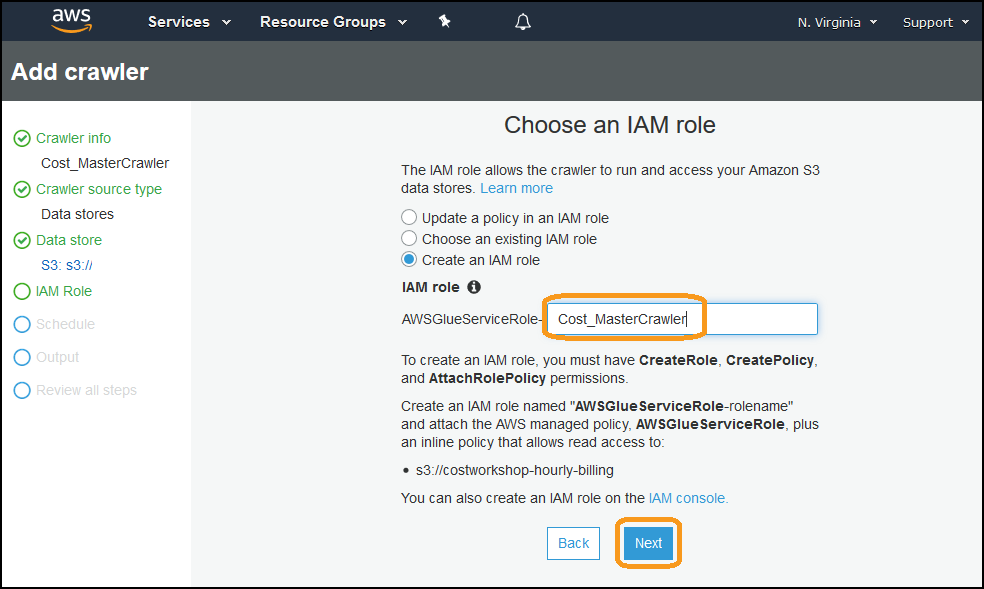 aws Services Resource Groups N. Virginia Support
Add crawler
Crawler info
Cost_MasterCrawler
Crawler source type
Data stores
Data store
S3: s3://
IAM Role
Schedule
Output
Review all steps
Choose an IAM role
The IAM role allows the crawler to run and access your Amazon S3
data stores. Learn more
Update a policy in an IAM role
Choose an existing IAM role
Create an IAM role
IAM role
AWSGlueServiceRole- Cost_MasterCrawler
To create an IAM role, you must have CreateRole, CreatePolicy,
and AttachRolePolicy permissions.
Create an IAM role named "AWSGlueServiceRole-rolename"
and attach the AWS managed policy, AWSGlueServiceRole, plus
an inline policy that allows read access to:
• s3://costworkshop-hourly-billing
You can also create an IAM role on the IAM console.
Back Next